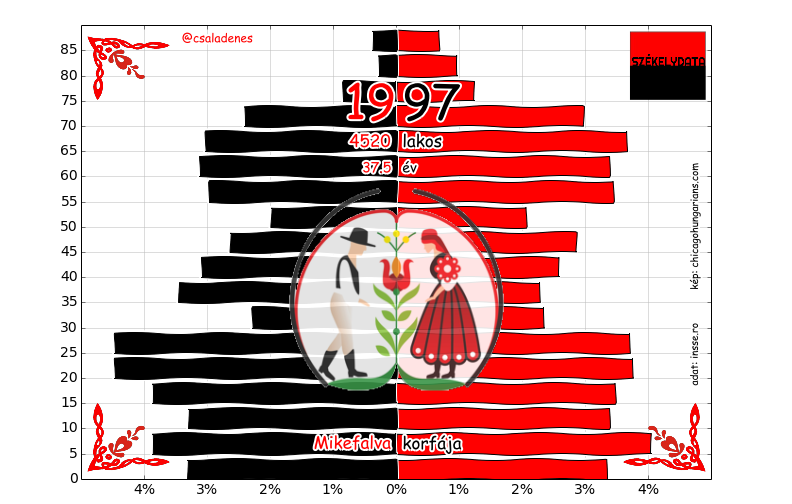 @csaladenes
SZÉKELYDATA
1997
4520 lakos
37.5 év
kép: chicagohungarians.com
adat: insse.ro
Mikefalva korfája
85
80
75
70
65
60
55
50
45
40
35
30
25
20
15
10
5
0
4% 3% 2% 1% 0% 1% 2% 3% 4%